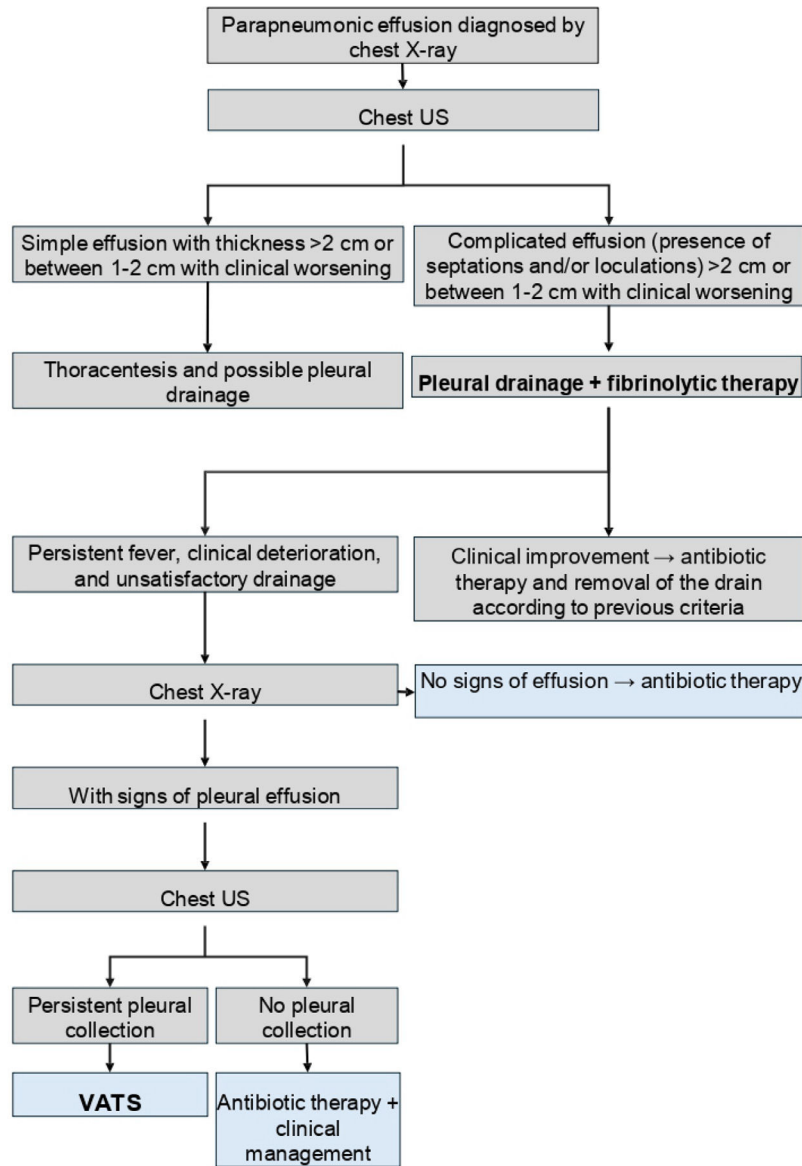 Parapneumonic effusion diagnosed by
chest X-ray
Chest US
Simple effusion with thickness >2 cm or
between 1-2 cm with clinical worsening
Complicated effusion (presence of
septations and/or loculations) >2 cm or
between 1-2 cm with clinical worsening
Thoracentesis and possible pleural
drainage
Pleural drainage + fibrinolytic therapy
Persistent fever, clinical deterioration,
and unsatisfactory drainage
Clinical improvement → antibiotic
therapy and removal of the drain
according to previous criteria
Chest X-ray
No signs of effusion → antibiotic therapy
With signs of pleural effusion
Chest US
Persistent pleural
collection
No pleural
collection
VATS
Antibiotic therapy +
clinical
management